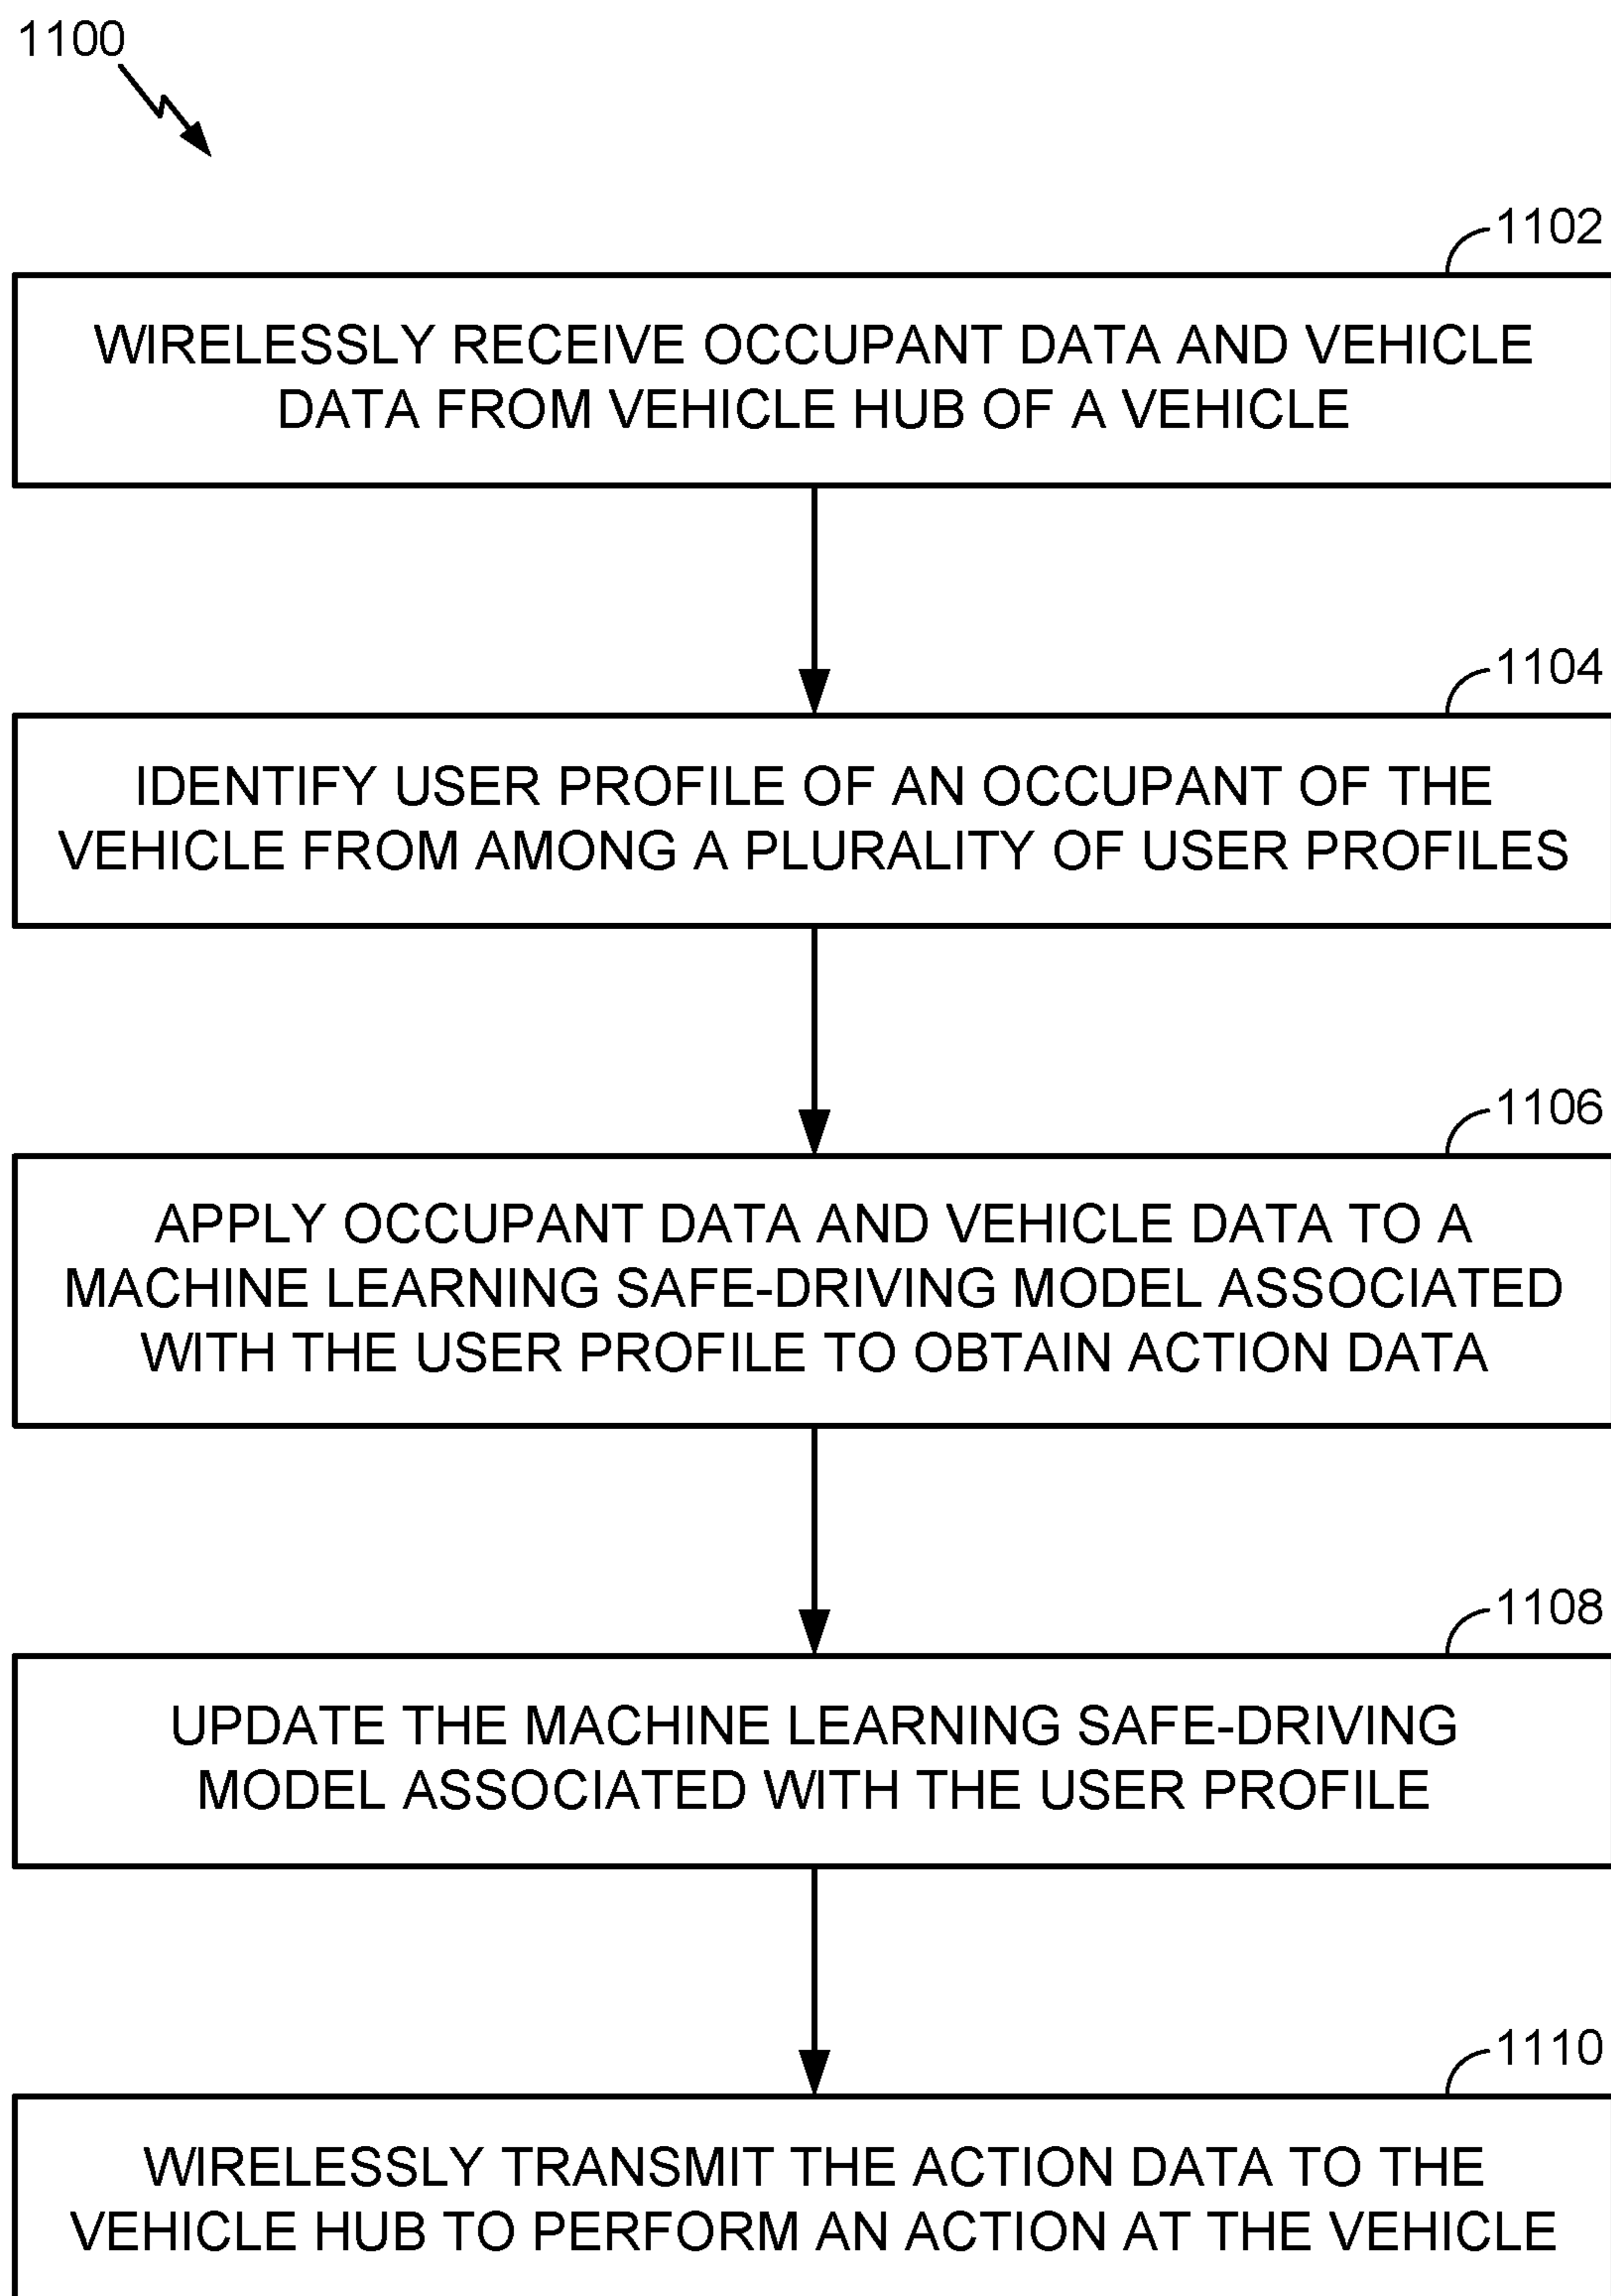 1100
1102
WIRELESSLY RECEIVE OCCUPANT DATA AND VEHICLE
DATA FROM VEHICLE HUB OF A VEHICLE
1104
IDENTIFY USER PROFILE OF AN OCCUPANT OF THE
VEHICLE FROM AMONG A PLURALITY OF USER PROFILES
1106
APPLY OCCUPANT DATA AND VEHICLE DATA TO A
MACHINE LEARNING SAFE-DRIVING MODEL ASSOCIATED
WITH THE USER PROFILE TO OBTAIN ACTION DATA
1108
UPDATE THE MACHINE LEARNING SAFE-DRIVING
MODEL ASSOCIATED WITH THE USER PROFILE
1110
WIRELESSLY TRANSMIT THE ACTION DATA TO THE
VEHICLE HUB TO PERFORM AN ACTION AT THE VEHICLE